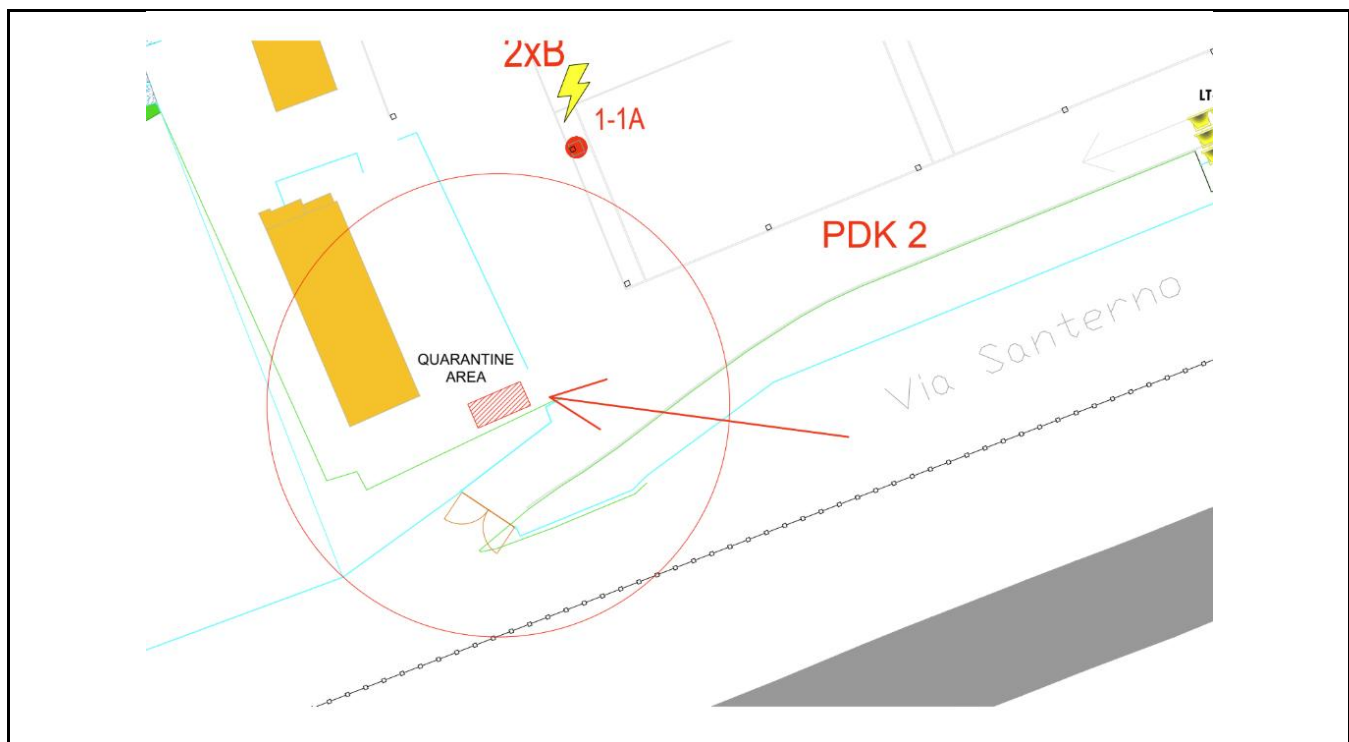 2xB
1-1A
LT-
PDK 2
Via Santerno
QUARANTINE
AREA